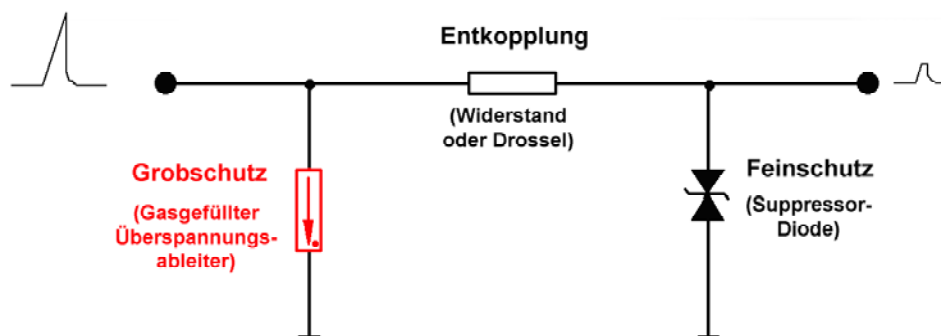 Entkopplung
(Widerstand
oder Drossel)
Grobschutz
(Gasgefüllter
Überspannungs-
ableiter)
Feinschutz
(Suppressor-
Diode)